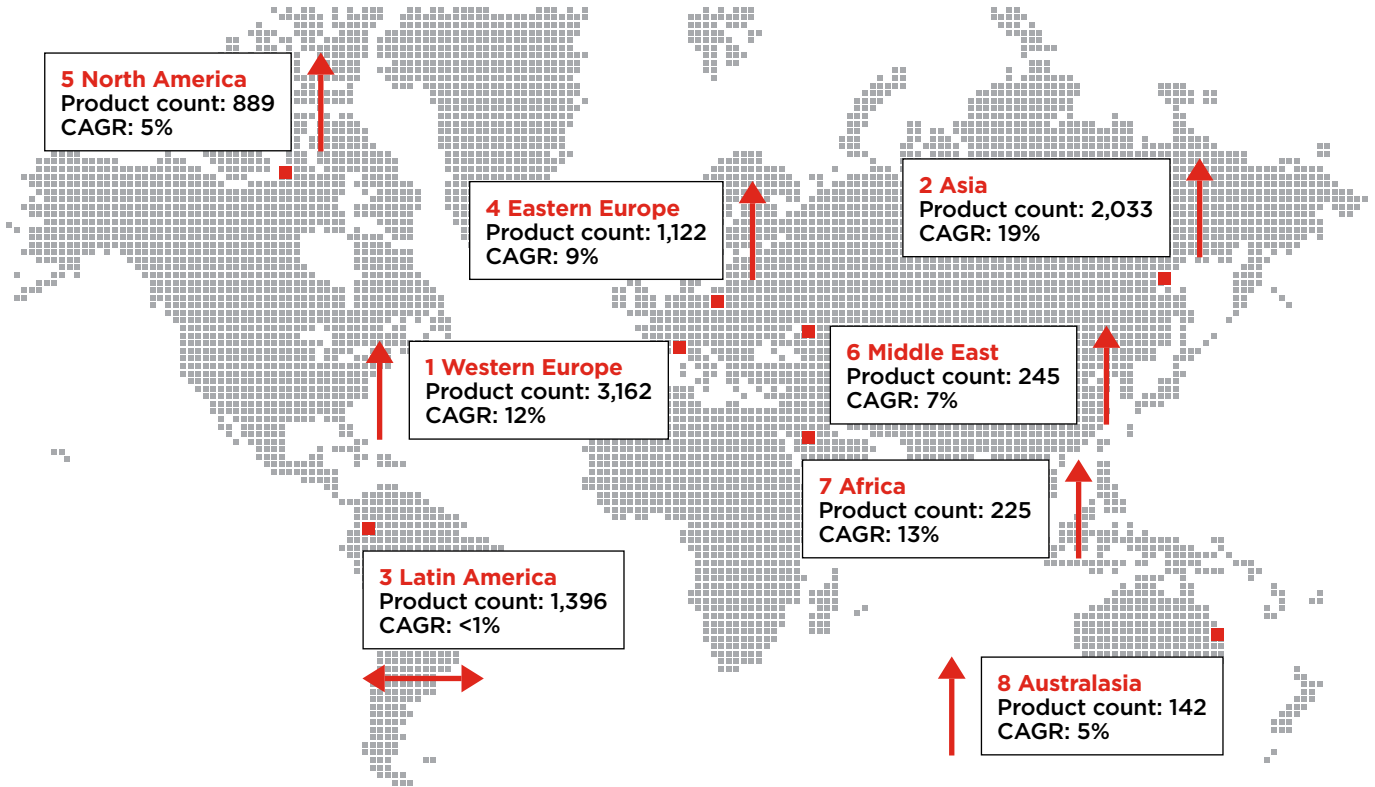 5 North America
Product count: 889
CAGR: 5%
4 Eastern Europe
Product count: 1,122
CAGR: 9%
2 Asia
Product count: 2,033
CAGR: 19%
1 Western Europe
Product count: 3,162
CAGR: 12%
6 Middle East
Product count: 245
CAGR: 7%
7 Africa
Product count: 225
CAGR: 13%
3 Latin America
Product count: 1,396
CAGR: <1%
8 Australasia
Product count: 142
CAGR: 5%